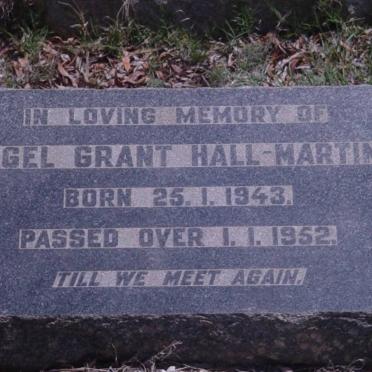 IN LOVING MEMORY OF
GEL GRANT HALL-MARTIN
BORN 25.1.1943.
PASSED OVER 1.1.1952.
TILL WE MEET AGAIN.